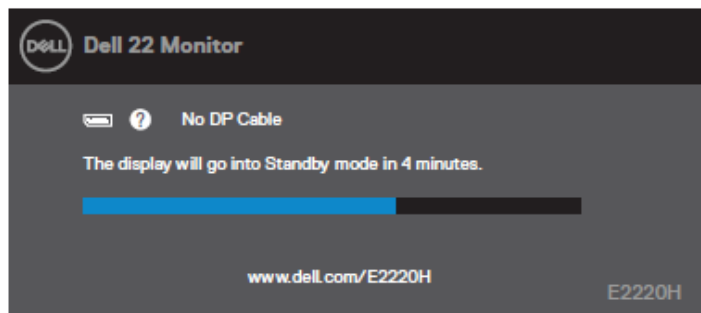 DELL Dell 22 Monitor
? No DP Cable
The display will go into Standby mode in 4 minutes.
www.dell.com/E2220H
E2220H